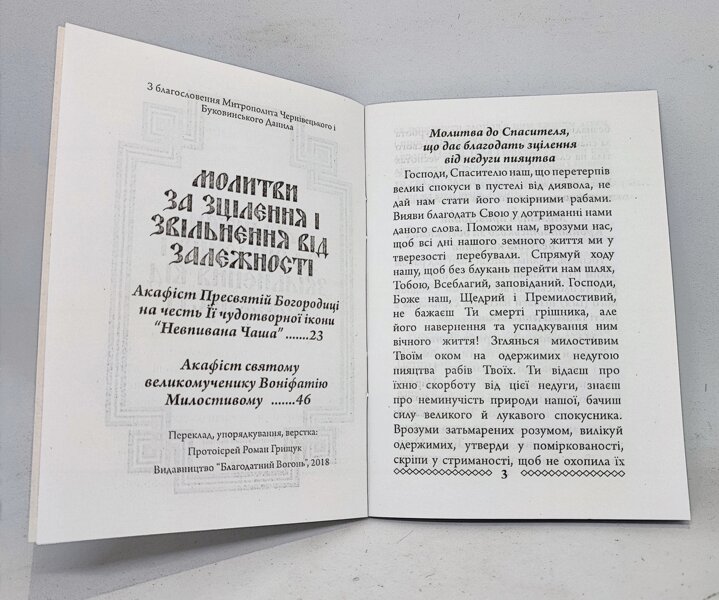 З благословення Митрополита Чернівецького і
Буковинського Данила
МОЛИТВИ
ЗА ЗЦІЛЕННЯ І
ЗВІЛЬНЕННЯ ВІД
ЗАЛЕЖНОСТІ
Акафіст Пресвятій Богородиці
на честь Її чудотворної ікони
“Невпивана Чаша” .......23
Акафіст святому
великомученику Воніфатію
Милостивому .......46
Переклад, упорядкування, верстка:
Протоієрей Роман Грищук
Видавництво "Благодатний Вогонь", 2018
Молитва до Спасителя,
що дає благодать зцілення
від недуги пияцтва
Господи, Спасителю наш, що перетерпів
великі спокуси в пустелі від диявола, не
дай нам стати його покірними рабами.
Вияви благодать Свою у дотриманні нами
даного слова. Поможи нам, врозуми нас,
щоб всі дні нашого земного життя ми у
тверезості перебували. Спрямуй ходу
нашу, щоб без блукань перейти нам шлях,
Тобою, Всеблагий, заповіданий. Господи,
Боже наш, Щедрий і Премилостивий,
не бажаєш Ти смерті грішника, але
його навернення та успадкування ним
вічного життя! Зглянься милостивим
Твоїм оком на одержимих недугою
пияцтва рабів Твоїх. Ти відаєш про
їхню скорботу від цієї недуги, знаєш
про неминучість природи нашої, бачиш
силу великого й лукавого спокусника.
Врозуми затьмарених розумом, вилікуй
одержимих, утверди у поміркованості,
скріпи у стриманості, щоб не охопила їх
3